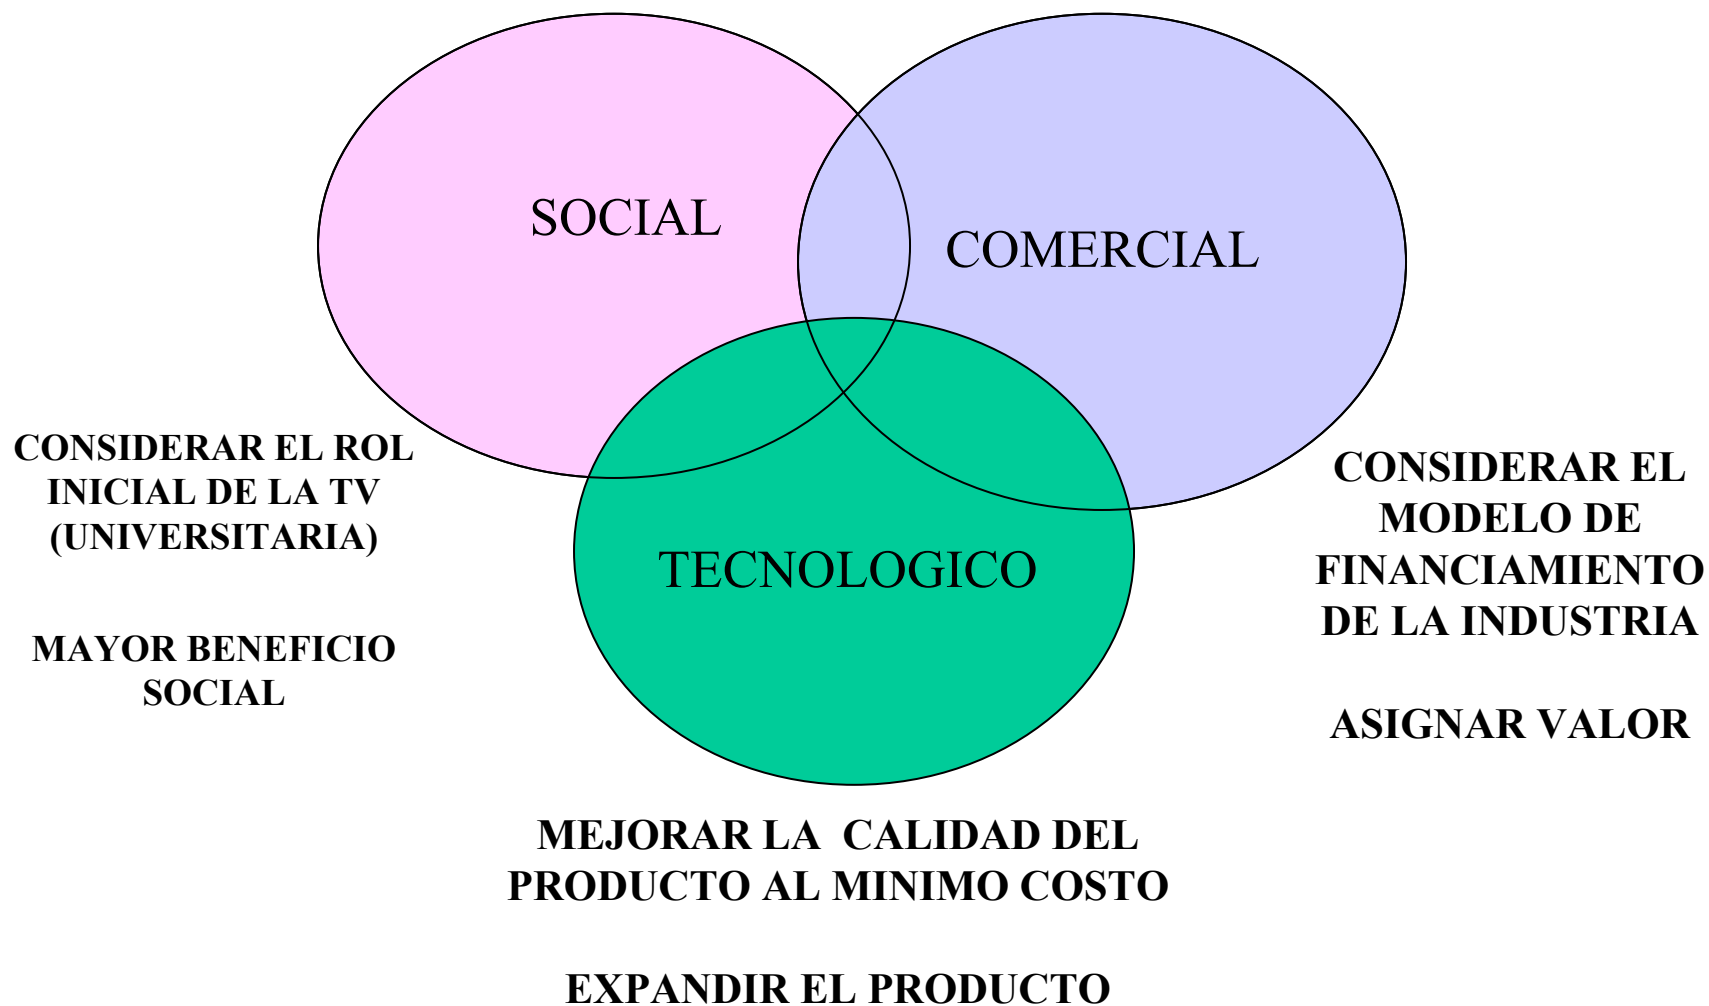 SOCIAL
COMERCIAL
TECNOLOGICO
CONSIDERAR EL ROL
INICIAL DE LA TV
(UNIVERSITARIA)
MAYOR BENEFICIO
SOCIAL
CONSIDERAR EL
MODELO DE
FINANCIAMIENTO
DE LA INDUSTRIA
ASIGNAR VALOR
MEJORAR LA  CALIDAD DEL
PRODUCTO AL MINIMO COSTO
EXPANDIR EL PRODUCTO